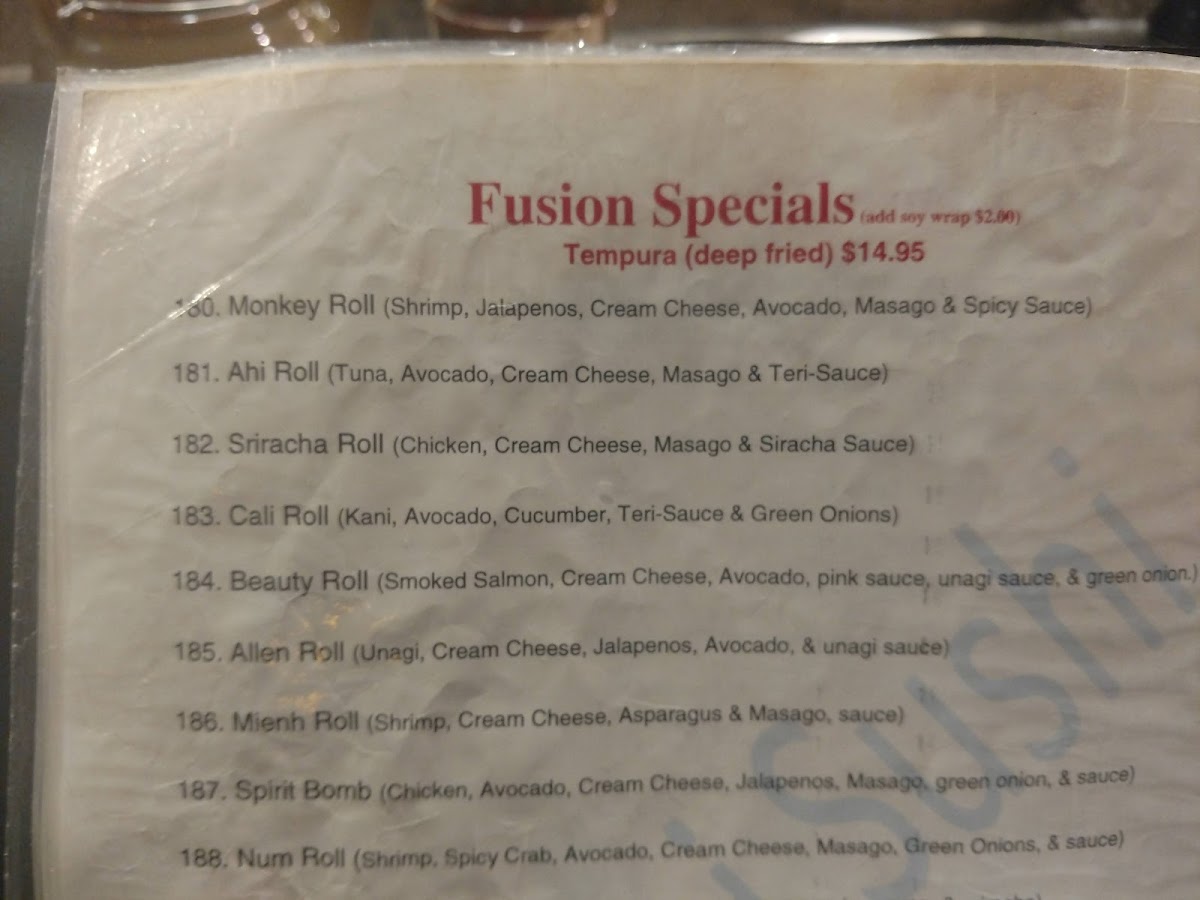 Fusion Specials (add soy wrap $2.00)
Tempura (deep fried) $14.95
180. Monkey Roll (Shrimp, Jalapenos, Cream Cheese, Avocado, Masago & Spicy Sauce)
181. Ahi Roll (Tuna, Avocado, Cream Cheese, Masago & Teri-Sauce)
182. Sriracha Roll (Chicken, Cream Cheese, Masago & Siracha Sauce)
183. Cali Roll (Kani, Avocado, Cucumber, Teri-Sauce & Green Onions)
184. Beauty Roll (Smoked Salmon, Cream Cheese, Avocado, pink sauce, unagi sauce, & green onion.)
185. Allen Roll (Unagi, Cream Cheese, Jalapenos, Avocado, & unagi sauce)
186. Mienh Roll (Shrimp, Cream Cheese, Asparagus & Masago, sauce)
187. Spirit Bomb (Chicken, Avocado, Cream Cheese, Jalapenos, Masago, green onion, & sauce)
188. Num Roll (Shrimp, Spicy Crab, Avocado, Cream Cheese, Masago, Green Onions, & sauce)
Sushi